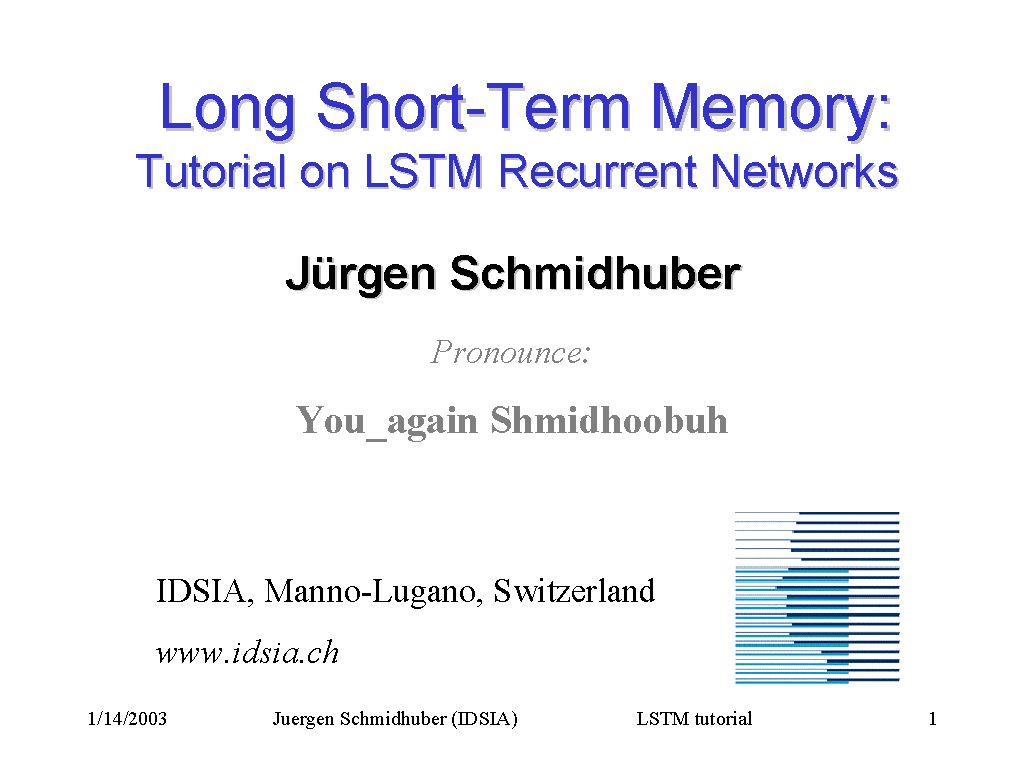 Long Short-Term Memory:
Tutorial on LSTM Recurrent Networks
Jürgen Schmidhuber
Pronounce:
You_again Shmidhoobuh
IDSIA, Manno-Lugano, Switzerland
www.idsia.ch
1/14/2003 Juergen Schmidhuber (IDSIA) LSTM tutorial 1